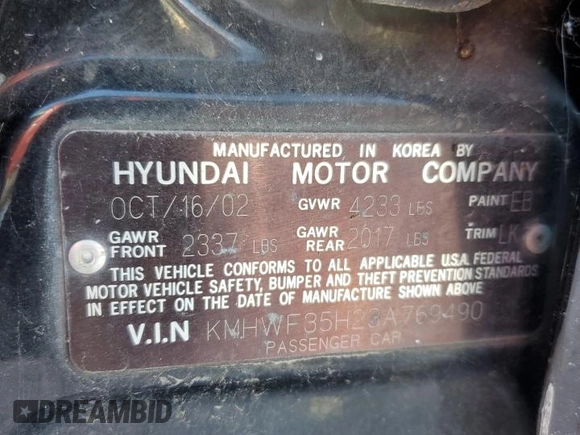 MANUFACTURED IN KOREA BY
HYUNDAI MOTOR COMPANY
OCT/16/02 GVWR 4233 LBS PAINT EB
GAWR FRONT 2337 LBS GAWR REAR 2017 LBS TRIM LK
THIS VEHICLE CONFORMS TO ALL APPLICABLE U.S.A. FEDERAL
MOTOR VEHICLE SAFETY, BUMPER AND THEFT PREVENTION STANDARDS
IN EFFECT ON THE DATE OF MANUFACTURE SHOWN ABOVE
V.I.N KMHWF35H23A769490
PASSENGER CAR
DREAMBID